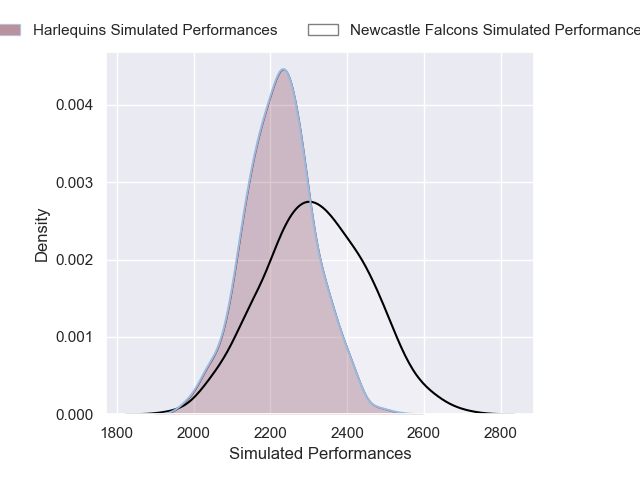 Harlequins Simulated Performances
Newcastle Falcons Simulated Performance
0.004
0.003
0.002
0.001
0.000
Density
1800 2000 2200 2400 2600 2800
Simulated Performances